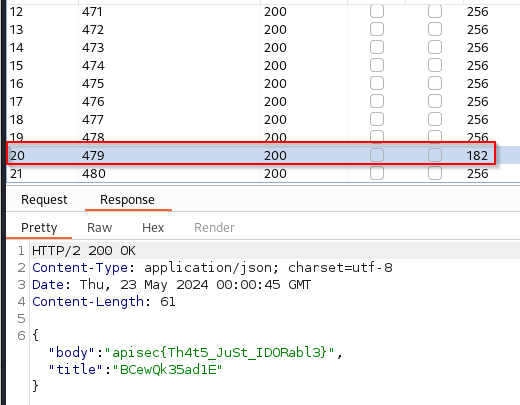 12 471 200 256
13 472 200 256
14 473 200 256
15 474 200 256
16 475 200 256
17 476 200 256
18 477 200 256
19 478 200 256
20 479 200 182
21 480 200 256
Request Response
Pretty Raw Hex Render
1 HTTP/2 200 OK
2 Content-Type: application/json; charset=utf-8
3 Date: Thu, 23 May 2024 00:00:45 GMT
4 Content-Length: 61
5
6 {
"body":"apisec{Th4t5_JuSt_IDORabl3}",
"title":"BCewQk35ad1E"
}